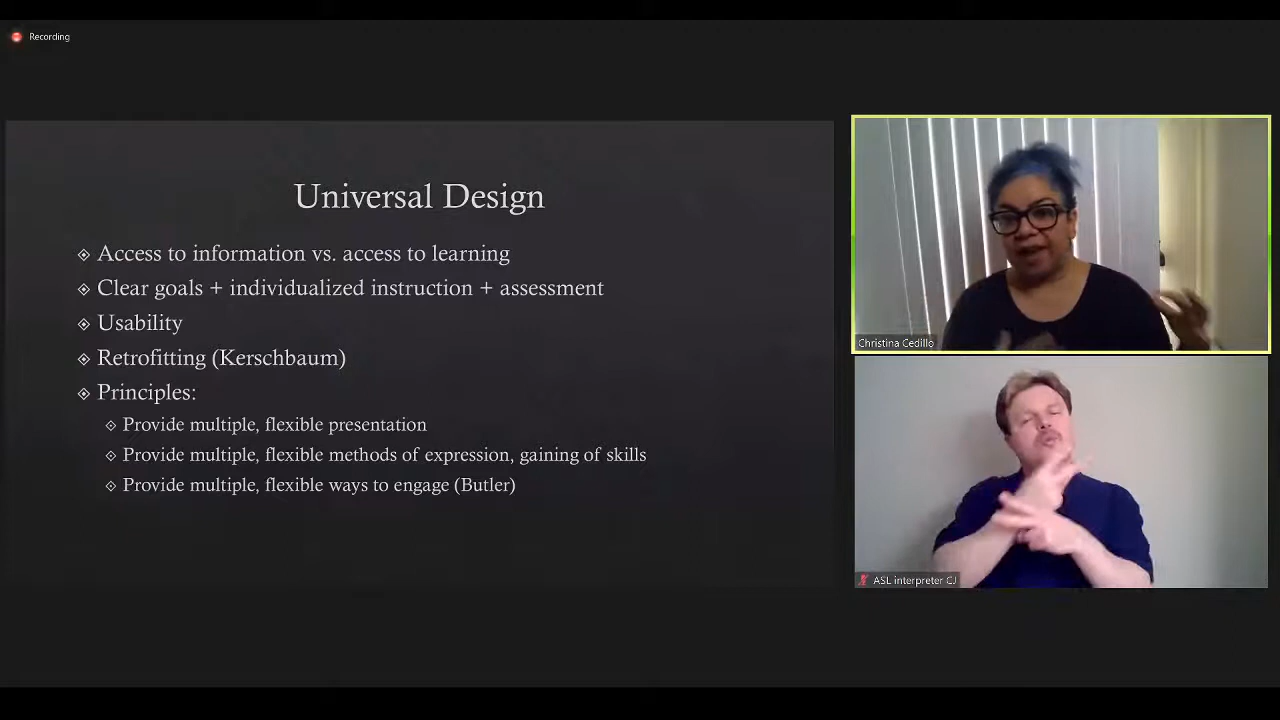 Recording
Universal Design
Access to information vs. access to learning
Clear goals + individualized instruction + assessment
Usability
Retrofitting (Kerschbaum)
Principles:
Provide multiple, flexible presentation
Provide multiple, flexible methods of expression, gaining of skills
Provide multiple, flexible ways to engage (Butler)
Christina Cedillo
ASL interpreter CJ